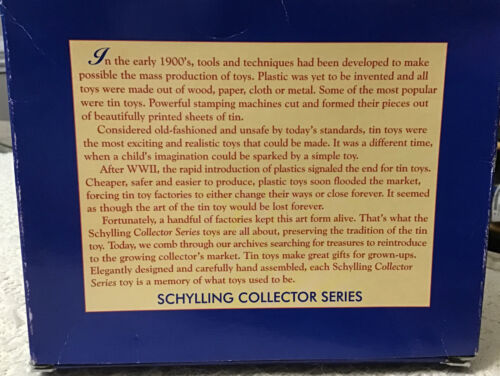 In the early 1900's, tools and techniques had been developed to make
possible the mass production of toys. Plastic was yet to be invented and all
toys were made out of wood, paper, cloth or metal. Some of the most popular
were tin toys. Powerful stamping machines cut and formed their pieces out
of beautifully printed sheets of tin.
Considered old-fashioned and unsafe by today's standards, tin toys were
the most exciting and realistic toys that could be made. It was a different time,
when a child's imagination could be sparked by a simple toy.
After WWII, the rapid introduction of plastics signaled the end for tin toys.
Cheaper, safer and easier to produce, plastic toys soon flooded the market,
forcing tin toy factories to either change their ways or close forever. It seemed
as though the art of the tin toy would be lost forever.
Fortunately, a handful of factories kept this art form alive. That's what the
Schylling Collector Series toys are all about, preserving the tradition of the tin
toy. Today, we comb through our archives searching for treasures to reintroduce
to the growing collector's market. Tin toys make great gifts for grown-ups.
Elegantly designed and carefully hand assembled, each Schylling Collector
Series toy is a memory of what toys used to be.
SCHYLLING COLLECTOR SERIES